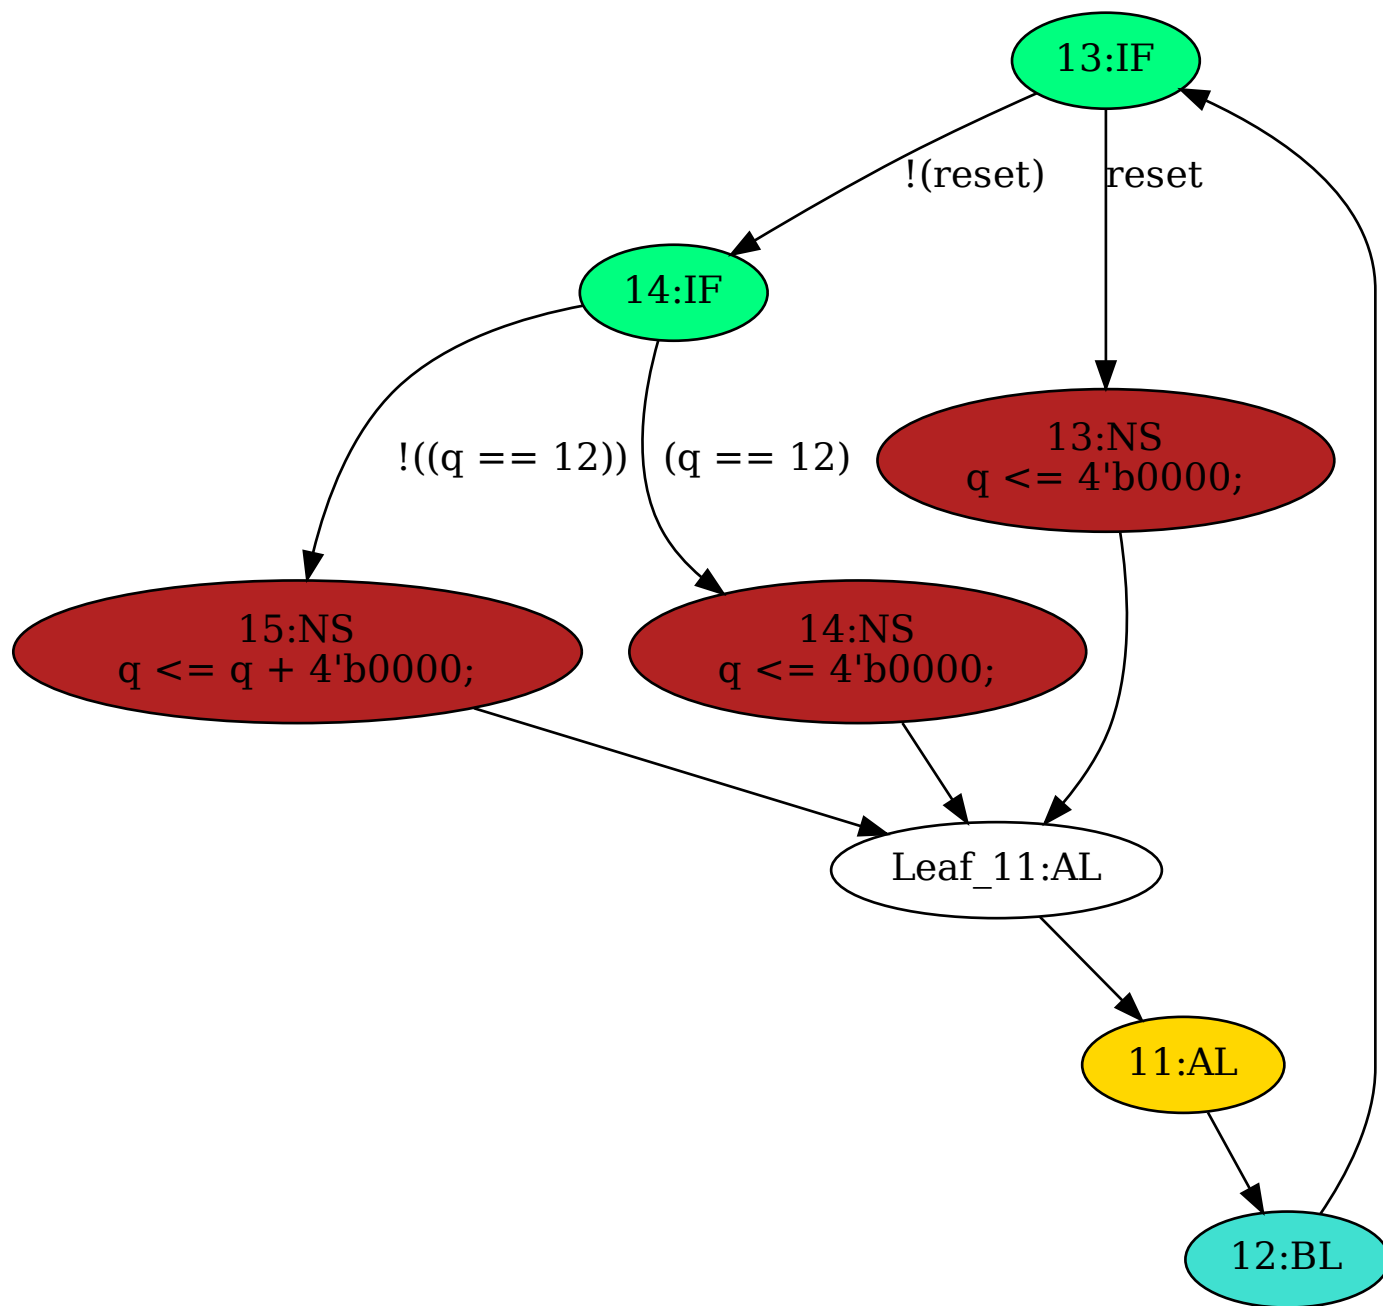 13:IF
!(reset)
reset
14:IF
!((q == 12))
(q == 12)
13:NS
q <= 4'b0000;
15:NS
q <= q + 4'b0000;
14:NS
q <= 4'b0000;
Leaf_11:AL
11:AL
12:BL